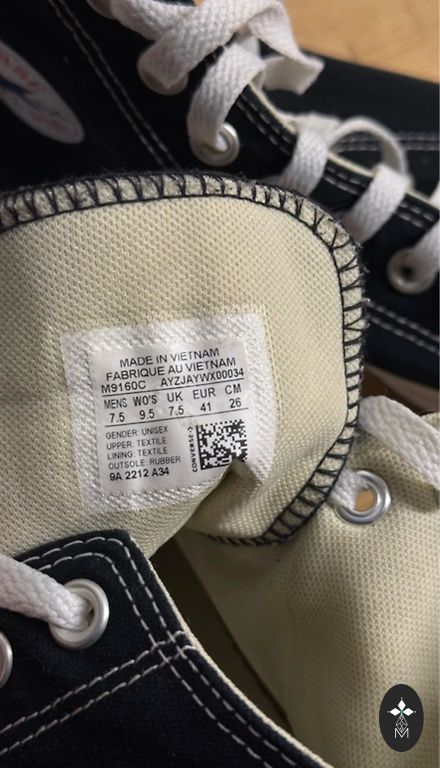 MADE IN VIETNAM
FABRIQUE AU VIETNAM
M9160C AYZJAYWX00034
MENS WO'S UK EUR CM
7.5 9.5 7.5 41 26
GENDER: UNISEX
UPPER: TEXTILE
LINING: TEXTILE
OUTSOLE: RUBBER
9A 2212 A34
CONVERSE
M